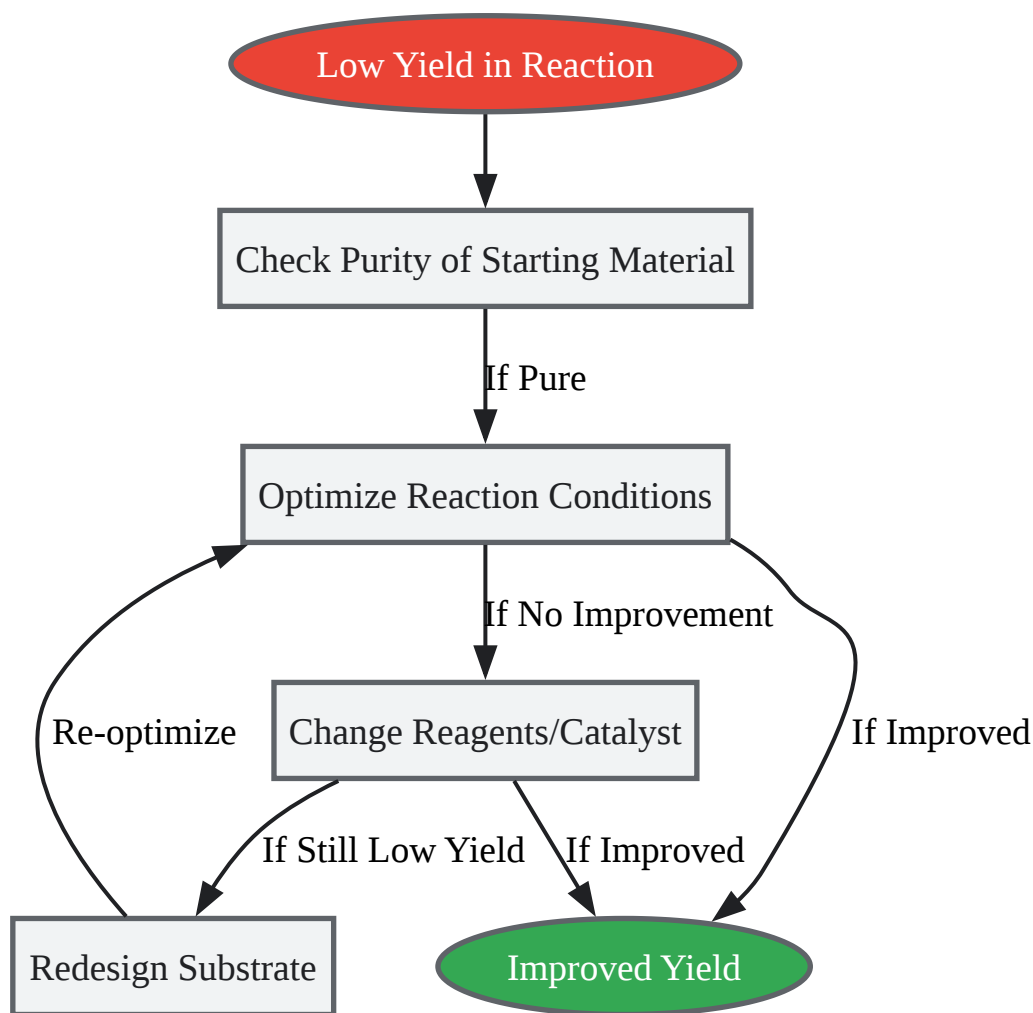 Low Yield in Reaction
Check Purity of Starting Material
If Pure
Optimize Reaction Conditions
If No Improvement
Change Reagents/Catalyst
Re-optimize
If Improved
If Still Low Yield
If Improved
Redesign Substrate
Improved Yield